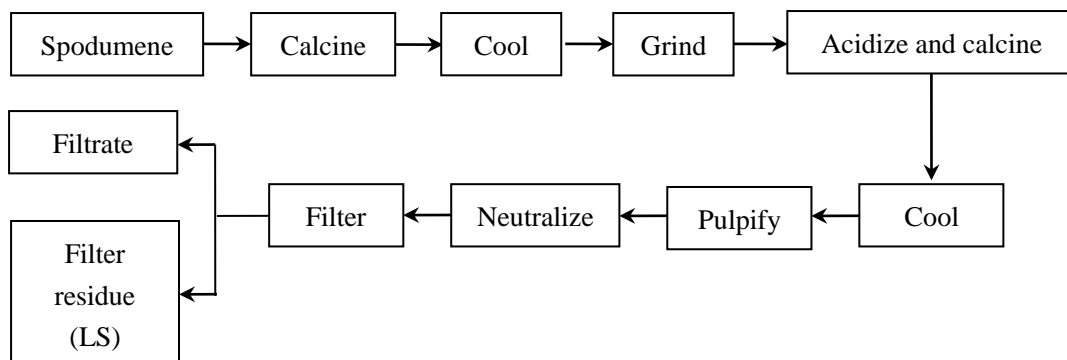 Spodumene
Calcine
Cool
Grind
Acidize and calcine
Cool
Pulpify
Neutralize
Filter
Filtrate
Filter
residue
(LS)